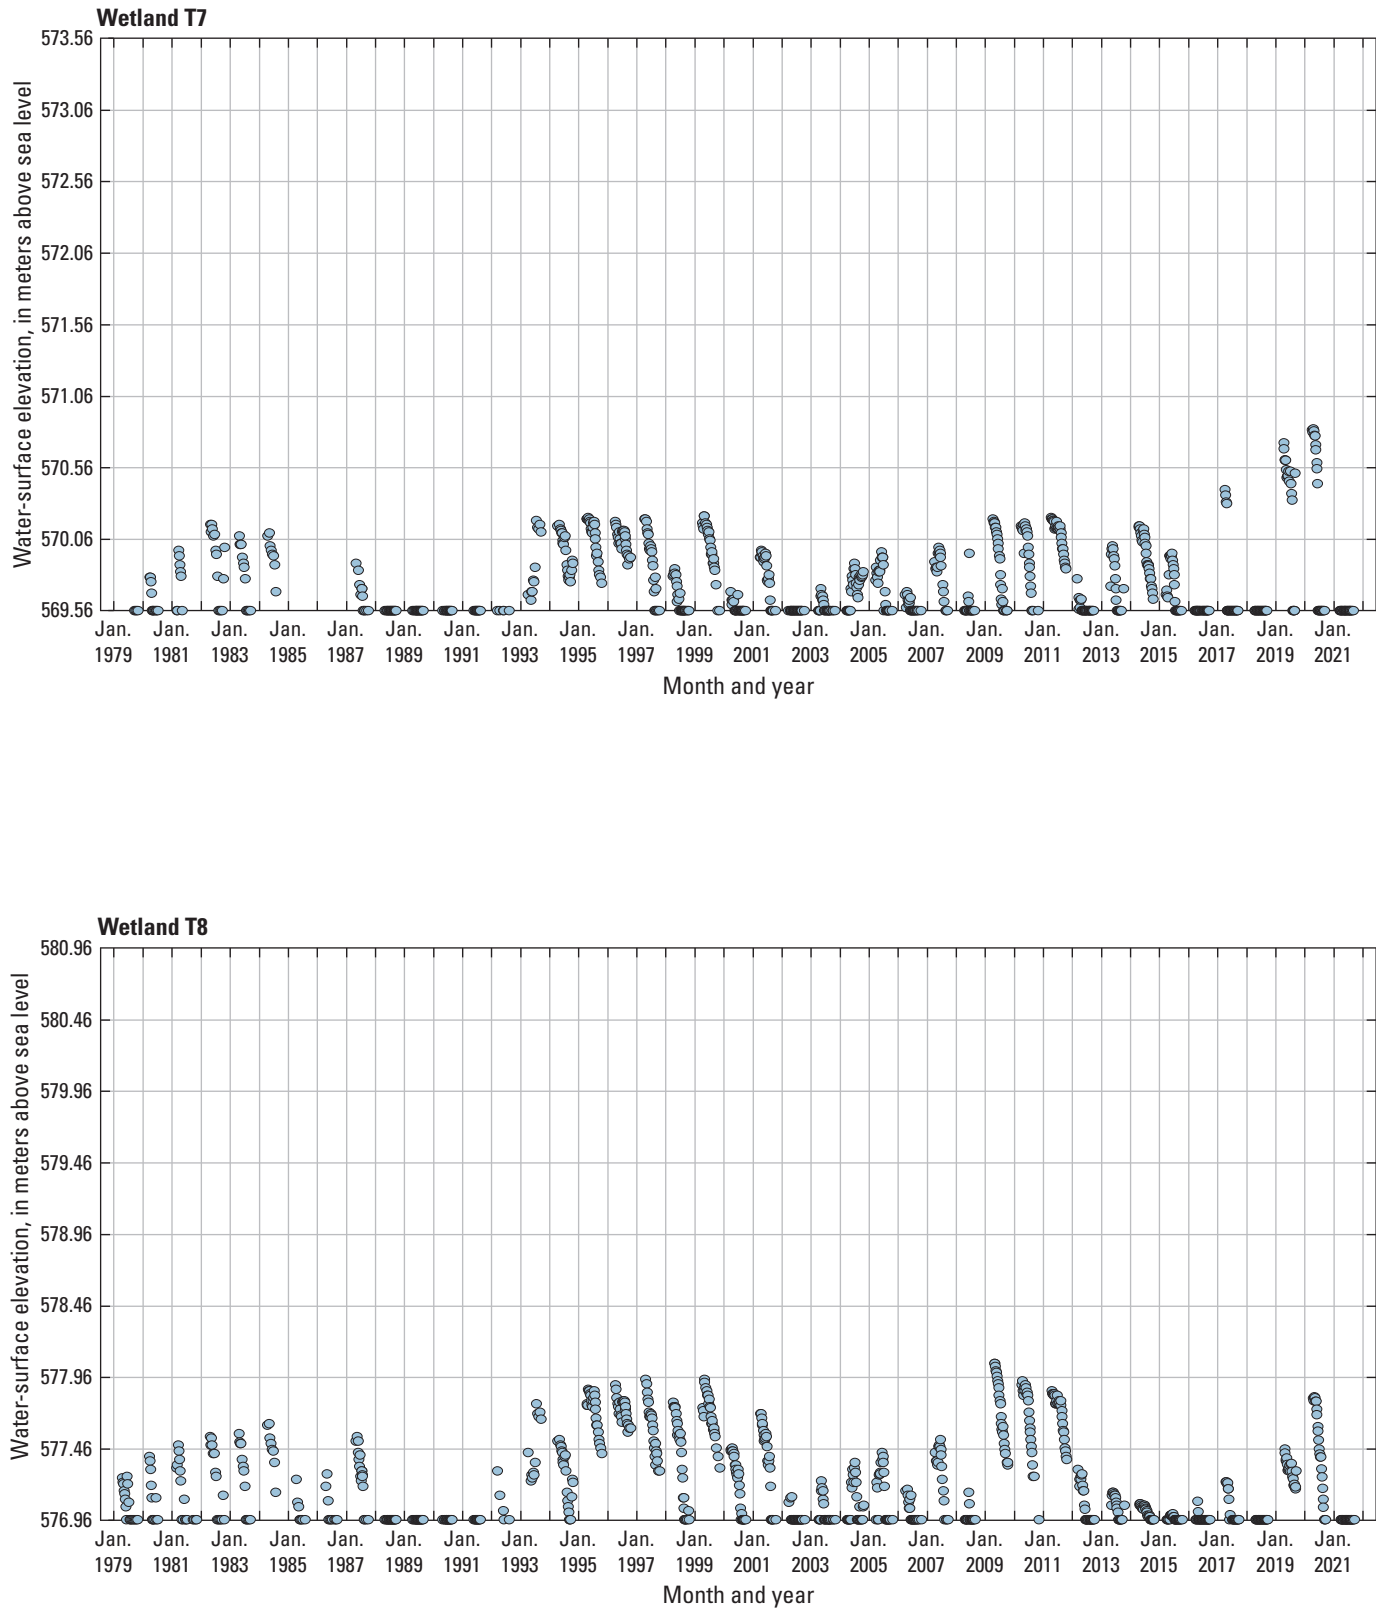 Wetland T7
573.56
573.06
572.56
572.06
571.56
571.06
570.56
570.06
569.56
Water-surface elevation, in meters above sea level
Jan. Jan. Jan. Jan. Jan. Jan. Jan. Jan. Jan. Jan. Jan. Jan. Jan. Jan. Jan. Jan. Jan. Jan. Jan. Jan. Jan. Jan.
1979 1981 1983 1985 1987 1989 1991 1993 1995 1997 1999 2001 2003 2005 2007 2009 2011 2013 2015 2017 2019 2021
Month and year
Wetland T8
580.96
580.46
579.96
579.46
578.96
578.46
577.96
577.46
576.96
Water-surface elevation, in meters above sea level
Jan. Jan. Jan. Jan. Jan. Jan. Jan. Jan. Jan. Jan. Jan. Jan. Jan. Jan. Jan. Jan. Jan. Jan. Jan. Jan. Jan. Jan.
1979 1981 1983 1985 1987 1989 1991 1993 1995 1997 1999 2001 2003 2005 2007 2009 2011 2013 2015 2017 2019 2021
Month and year